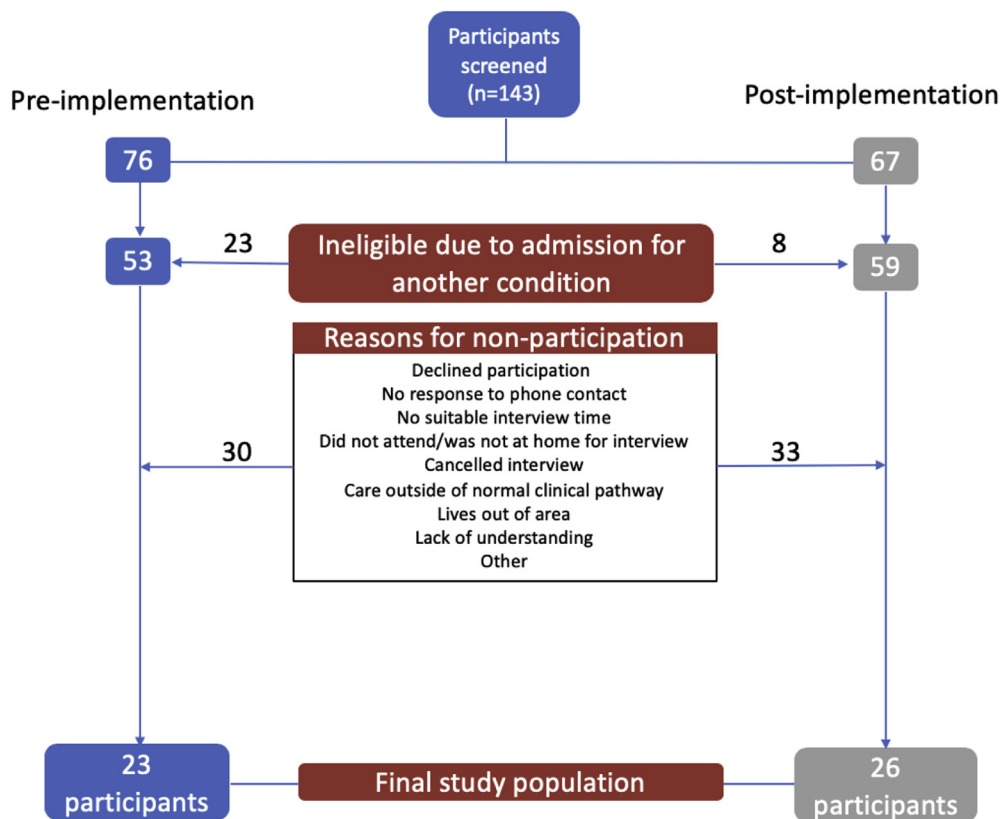 Participants
screened
(n=143)
Pre-implementation
Post-implementation
76
67
53
23
Ineligible due to admission for
another condition
8
59
Reasons for non-participation
Declined participation
No response to phone contact
No suitable interview time
Did not attend/was not at home for interview
Cancelled interview
Care outside of normal clinical pathway
Lives out of area
Lack of understanding
Other
30
33
23
participants
Final study population
26
participants